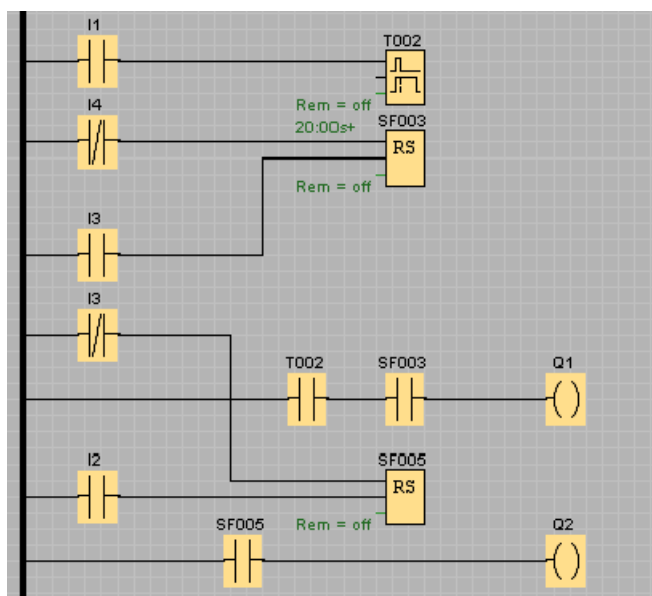 I1
T002
Rem = off
20:00s+
I4
SF003
RS
Rem = off
I3
I3
T002 SF003 Q1
I2
SF005
RS
Rem = off
SF005 Q2